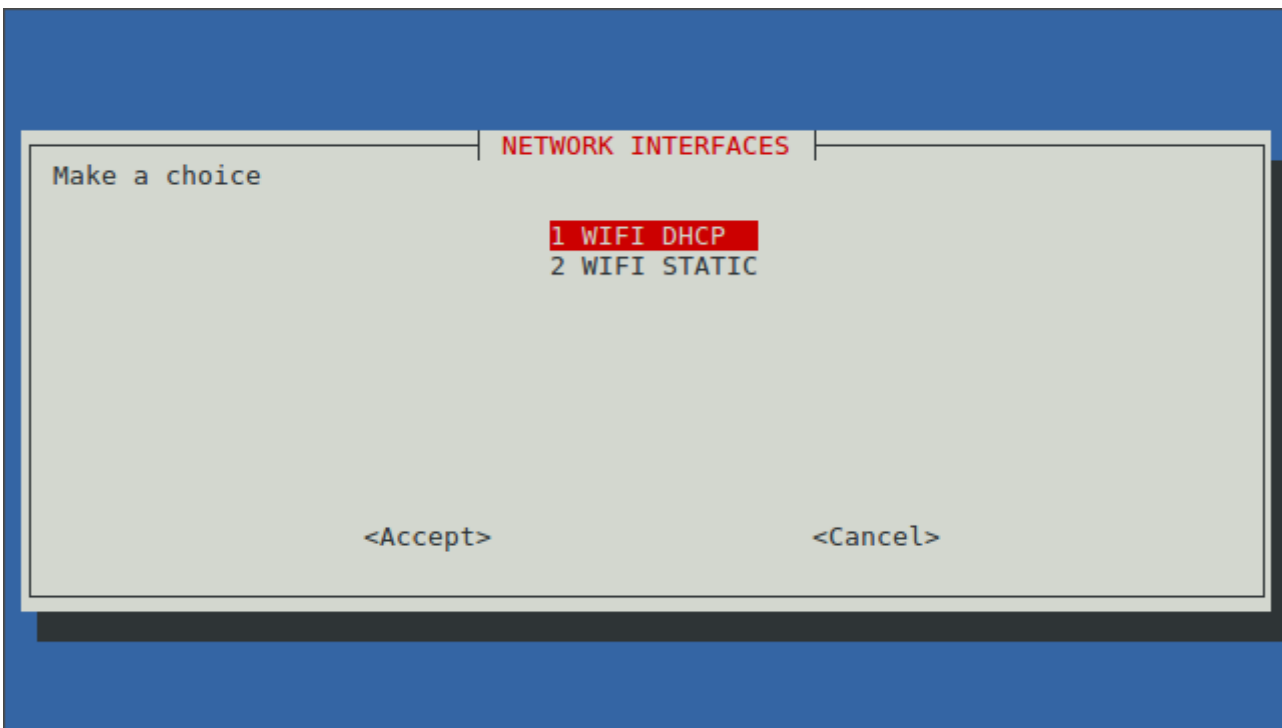 NETWORK INTERFACES
Make a choice
1 WIFI DHCP
2 WIFI STATIC
<Accept> <Cancel>